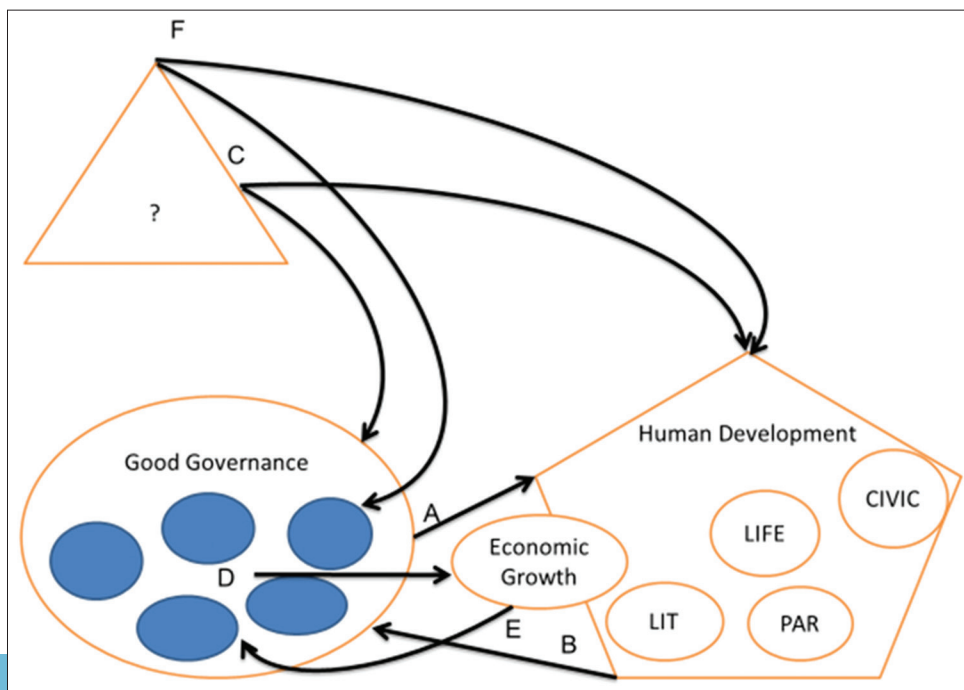 F
C
?
Human Development
Good Governance
CIVIC
A
LIFE
Economic
Growth
D
LIT
PAR
E
B